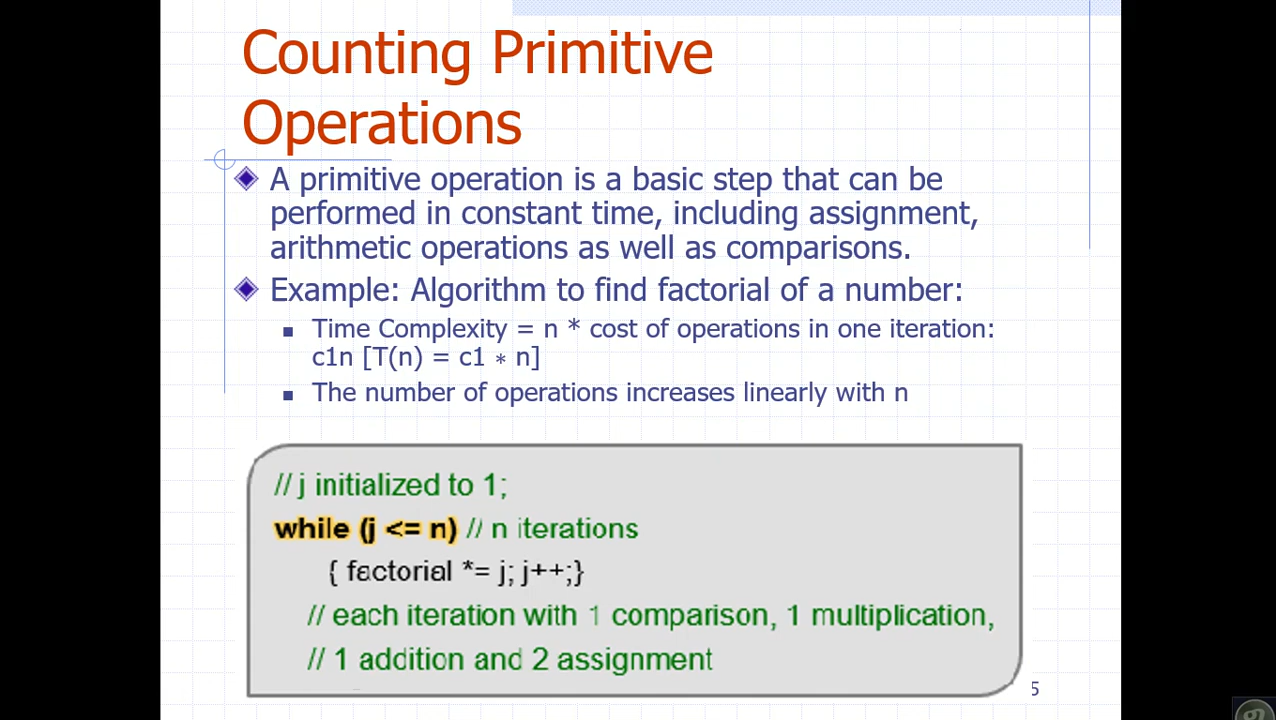 Counting Primitive
Operations
A primitive operation is a basic step that can be
performed in constant time, including assignment,
arithmetic operations as well as comparisons.
Example: Algorithm to find factorial of a number:
Time Complexity = n * cost of operations in one iteration:
c1n [T(n) = c1 * n]
The number of operations increases linearly with n
// j initialized to 1;
while (j <= n) // n iterations
{ factorial *= j; j++;}
// each iteration with 1 comparison, 1 multiplication,
// 1 addition and 2 assignment
5